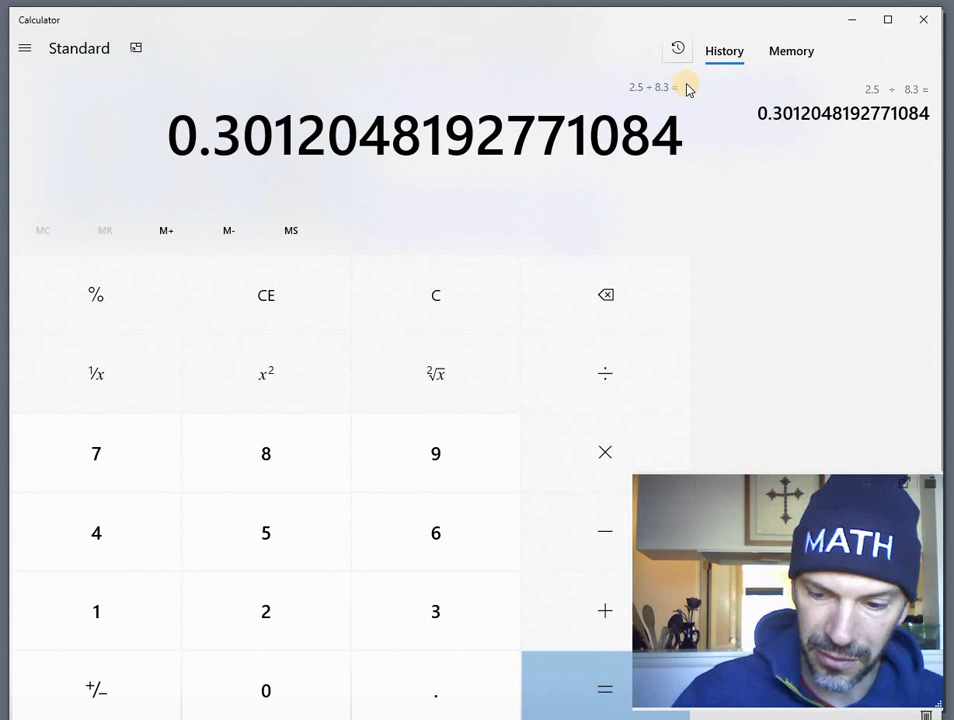 Calculator
Standard
History Memory
2.5 ÷ 8.3 =
0.3012048192771084
2.5 ÷ 8.3 =
0.3012048192771084
MC MR M+ M- MS
% CE C
¹/x x² ²√x ÷
7 8 9 ×
4 5 6 −
1 2 3 +
+/− 0 . =
MATH